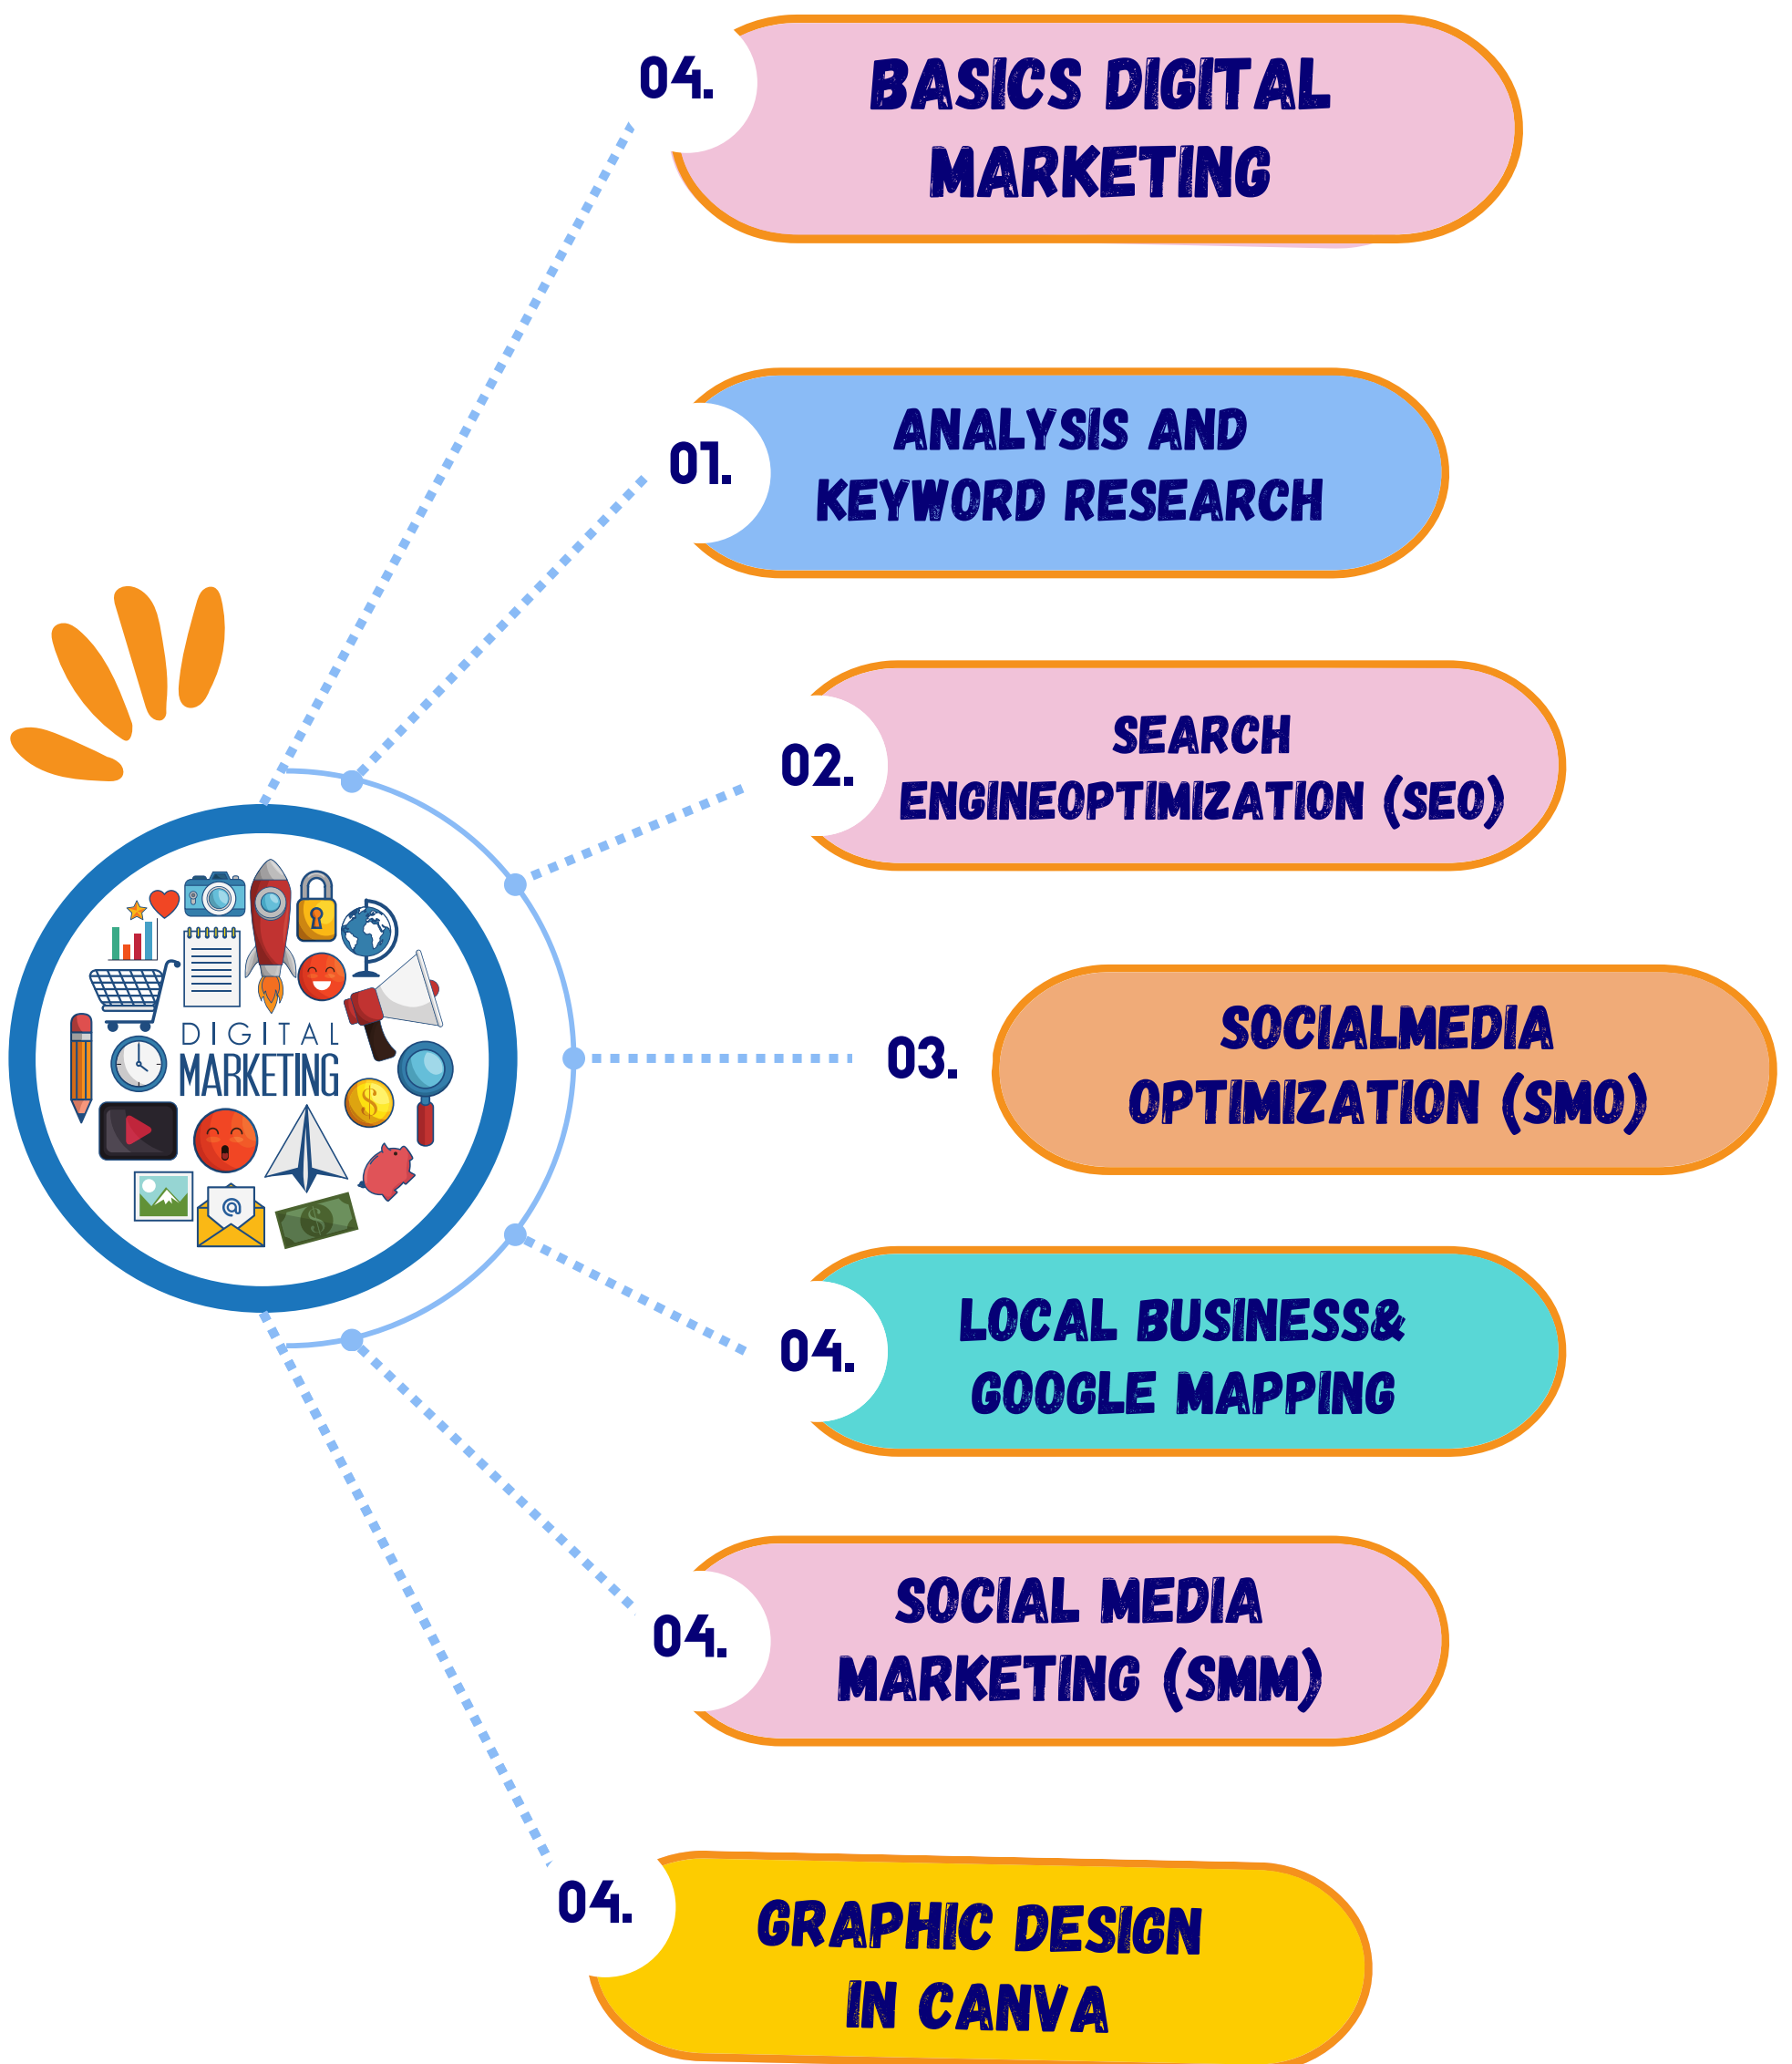 04.
BASICS DIGITAL
MARKETING
01.
ANALYSIS AND
KEYWORD RESEARCH
02.
SEARCH
ENGINEOPTIMIZATION (SEO)
DIGITAL
MARKETING
03.
SOCIALMEDIA
OPTIMIZATION (SMO)
04.
LOCAL BUSINESS&
GOOGLE MAPPING
04.
SOCIAL MEDIA
MARKETING (SMM)
04.
GRAPHIC DESIGN
IN CANVA